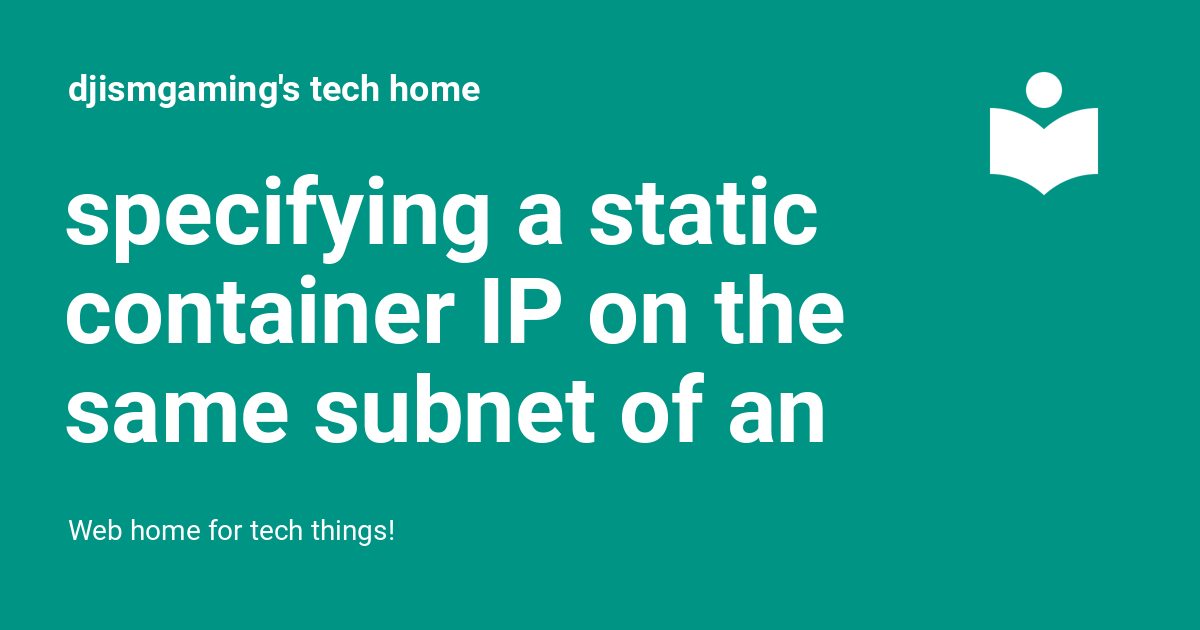 djismgaming's tech home
specifying a static
container IP on the
same subnet of an
Web home for tech things!